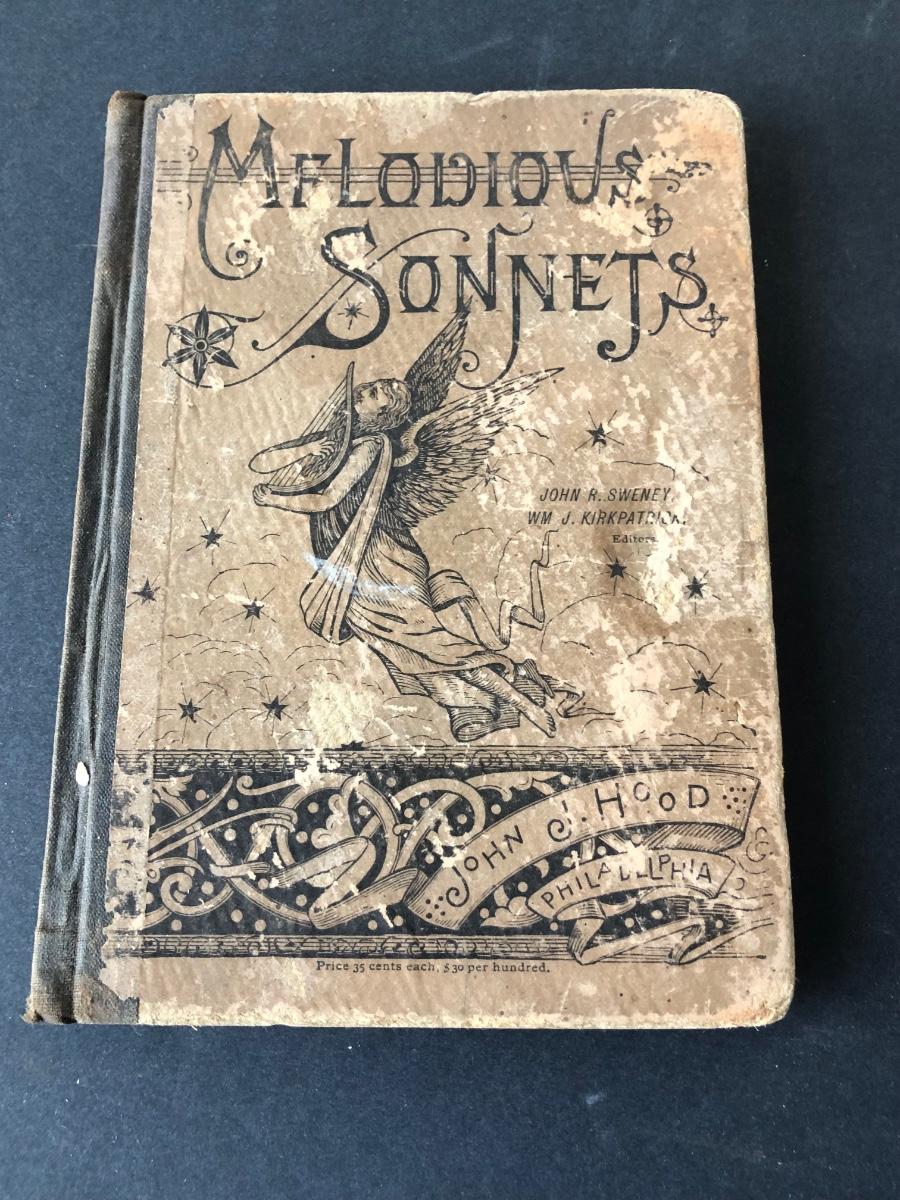 MELODIOUS
SONNETS
JOHN R. SWENEY,
WM J. KIRKPATRICK,
Editors.
JOHN J. HOOD
PHILADELPHIA
Price 35 cents each, $30 per hundred.